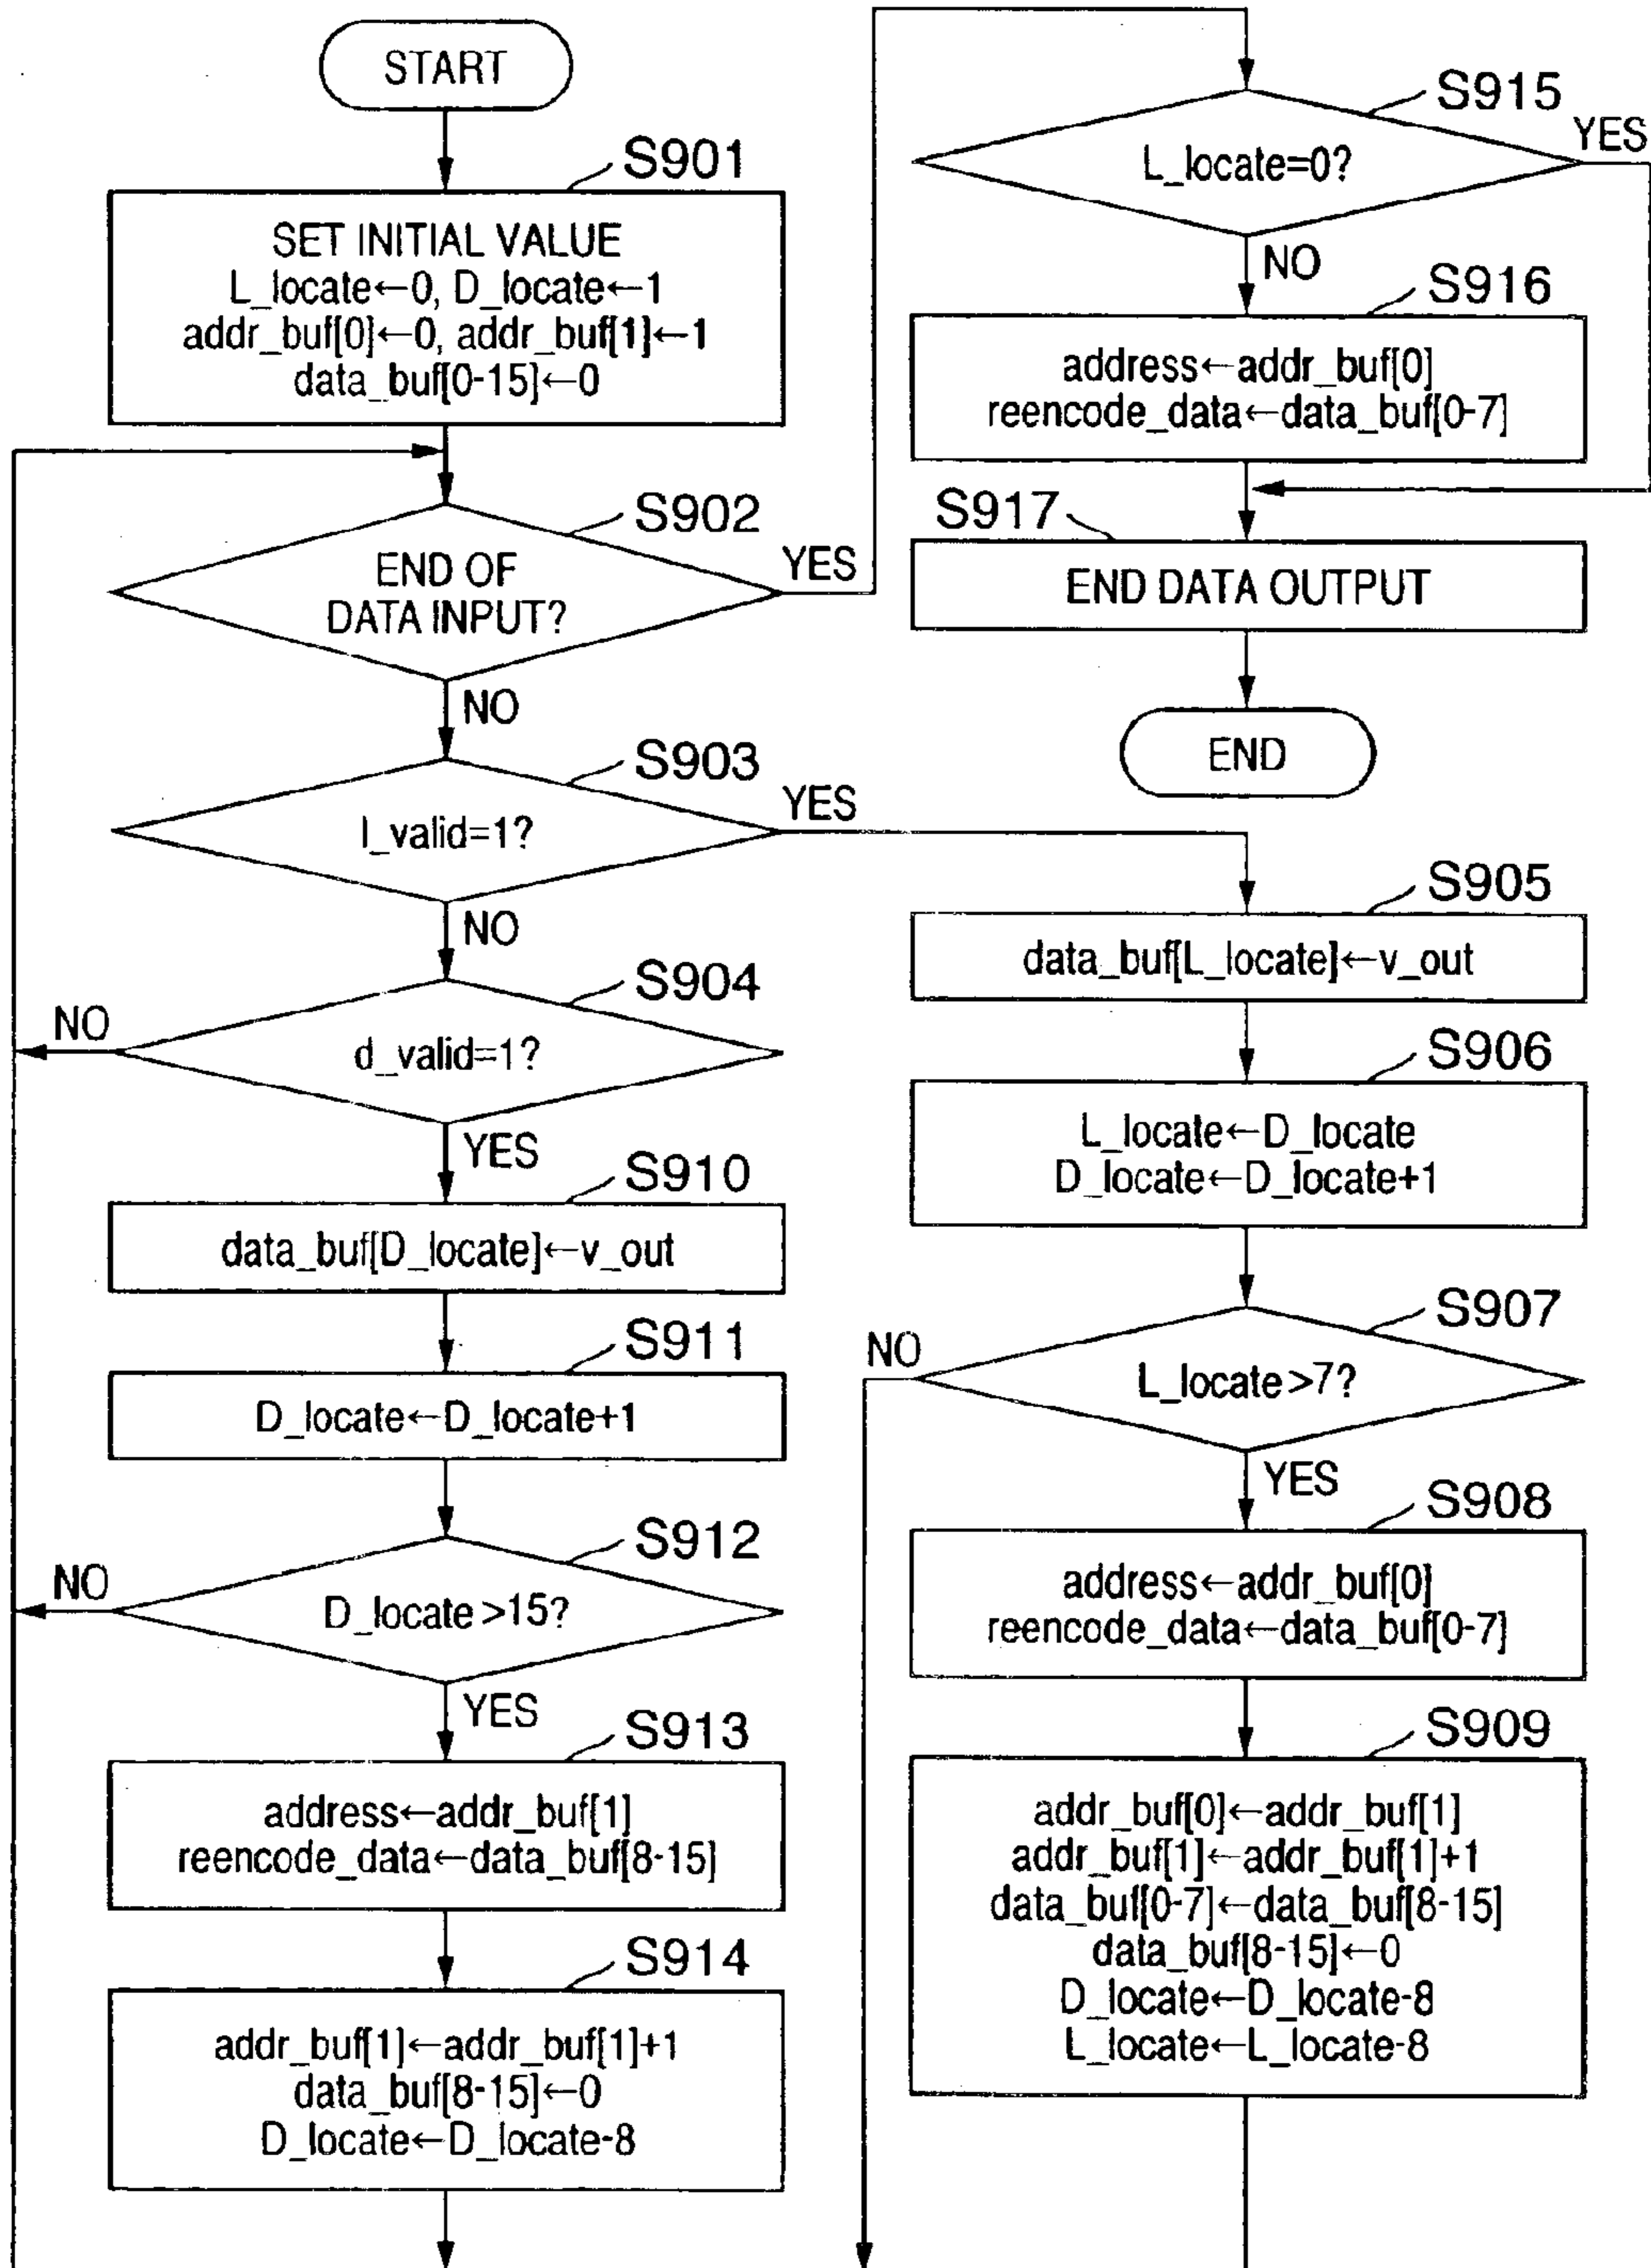 START
S901
SET INITIAL VALUE
L_locate←0, D_locate←1
addr_buf[0]←0, addr_buf[1]←1
data_buf[0-15]←0
S902
END OF
DATA INPUT?
YES
NO
S903
l_valid=1?
YES
NO
S904
NO
d_valid=1?
YES
S910
data_buf[D_locate]←v_out
S911
D_locate←D_locate+1
S912
NO
D_locate>15?
YES
S913
address←addr_buf[1]
reencode_data←data_buf[8-15]
S914
addr_buf[1]←addr_buf[1]+1
data_buf[8-15]←0
D_locate←D_locate-8
S915
YES
L_locate=0?
NO
S916
address←addr_buf[0]
reencode_data←data_buf[0-7]
S917
END DATA OUTPUT
END
S905
data_buf[L_locate]←v_out
S906
L_locate←D_locate
D_locate←D_locate+1
S907
NO
L_locate>7?
YES
S908
address←addr_buf[0]
reencode_data←data_buf[0-7]
S909
addr_buf[0]←addr_buf[1]
addr_buf[1]←addr_buf[1]+1
data_buf[0-7]←data_buf[8-15]
data_buf[8-15]←0
D_locate←D_locate-8
L_locate←L_locate-8